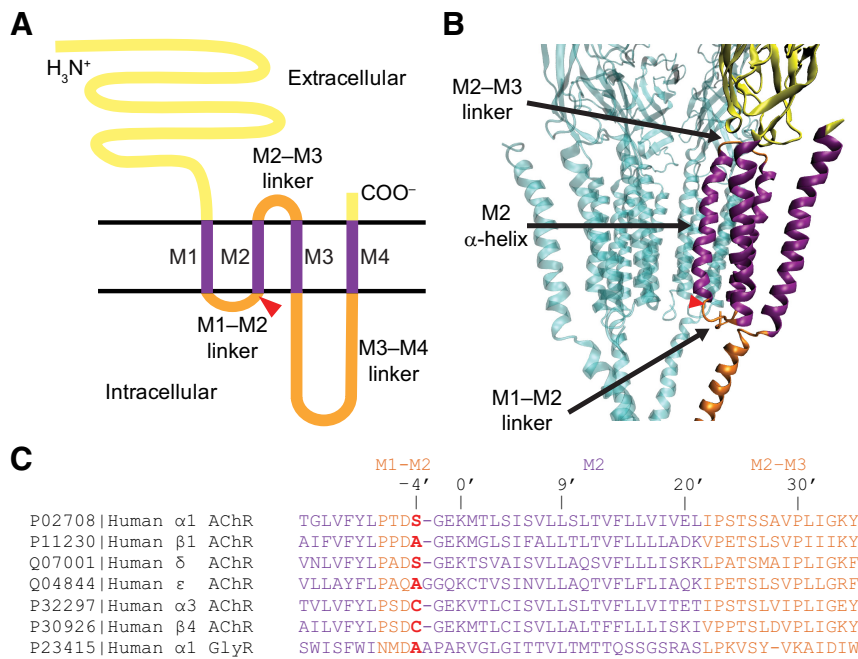 A
H3N+
Extracellular
M2–M3
linker
COO–
M1
M2
M3
M4
M1–M2
linker
M3–M4
linker
Intracellular
B
M2–M3
linker
M2
α-helix
M1–M2
linker
C
M1-M2 M2 M2-M3
-4′ 0′ 9′ 20′ 30′
P02708|Human α1 AChR TGLVFYLPTDS-GEKMTLSISVLLSLTVFLLVIVELIPSTSSAVPLIGKY
P11230|Human β1 AChR AIFVFYLPPDA-GEKMGLSIFALLTLTVFLLLLADKVPETSLSVPIIIKY
Q07001|Human δ AChR VNLVFYLPADS-GEKTSVAISVLLAQSVFLLLISKRLPATSMAIPLIGKF
Q04844|Human ε AChR VLLAYFLPAQAGGQKCTVSINVLLAQTVFLFLIAQKIPETSLSVPLLGRF
P32297|Human α3 AChR TVLVFYLPSDC-GEKVTLCISVLLSLTVFLLVITETIPSTSLVIPLIGEY
P30926|Human β4 AChR AILVFYLPSDC-GEKMTLCISVLLALTFFLLLISKIVPPTSLDVPLIGKY
P23415|Human α1 GlyR SWISFWINMDAAPARVGLGITTVLTMTTQSSGSRASLPKVSY-VKAIDIW